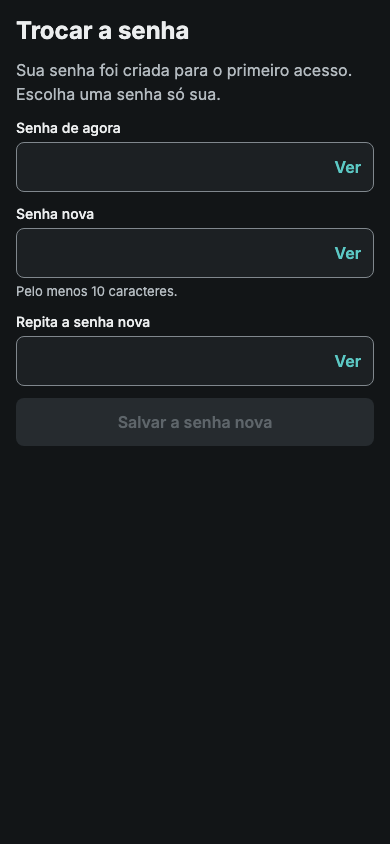 Trocar a senha
Sua senha foi criada para o primeiro acesso.
Escolha uma senha só sua.
Senha de agora
Ver
Senha nova
Ver
Pelo menos 10 caracteres.
Repita a senha nova
Ver
Salvar a senha nova